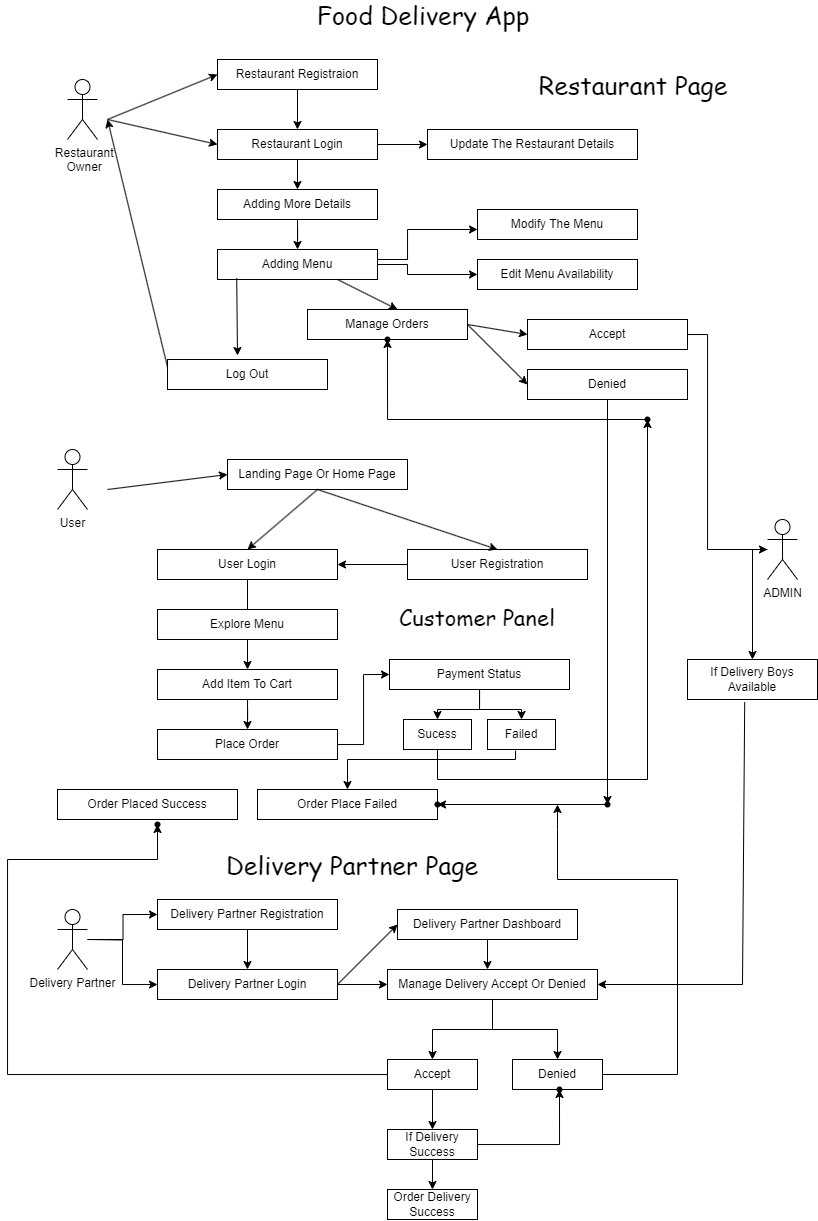 Food Delivery App
Restaurant Registraion
Restaurant Page
Restaurant
Owner
Restaurant Login
Update The Restaurant Details
Adding More Details
Modify The Menu
Adding Menu
Edit Menu Availability
Manage Orders
Accept
Log Out
Denied
User
Landing Page Or Home Page
User Login
User Registration
ADMIN
Explore Menu
Customer Panel
Add Item To Cart
Payment Status
If Delivery Boys
Available
Place Order
Sucess
Failed
Order Placed Success
Order Place Failed
Delivery Partner Page
Delivery Partner Registration
Delivery Partner Dashboard
Delivery Partner
Delivery Partner Login
Manage Delivery Accept Or Denied
Accept
Denied
If Delivery
Success
Order Delivery
Success